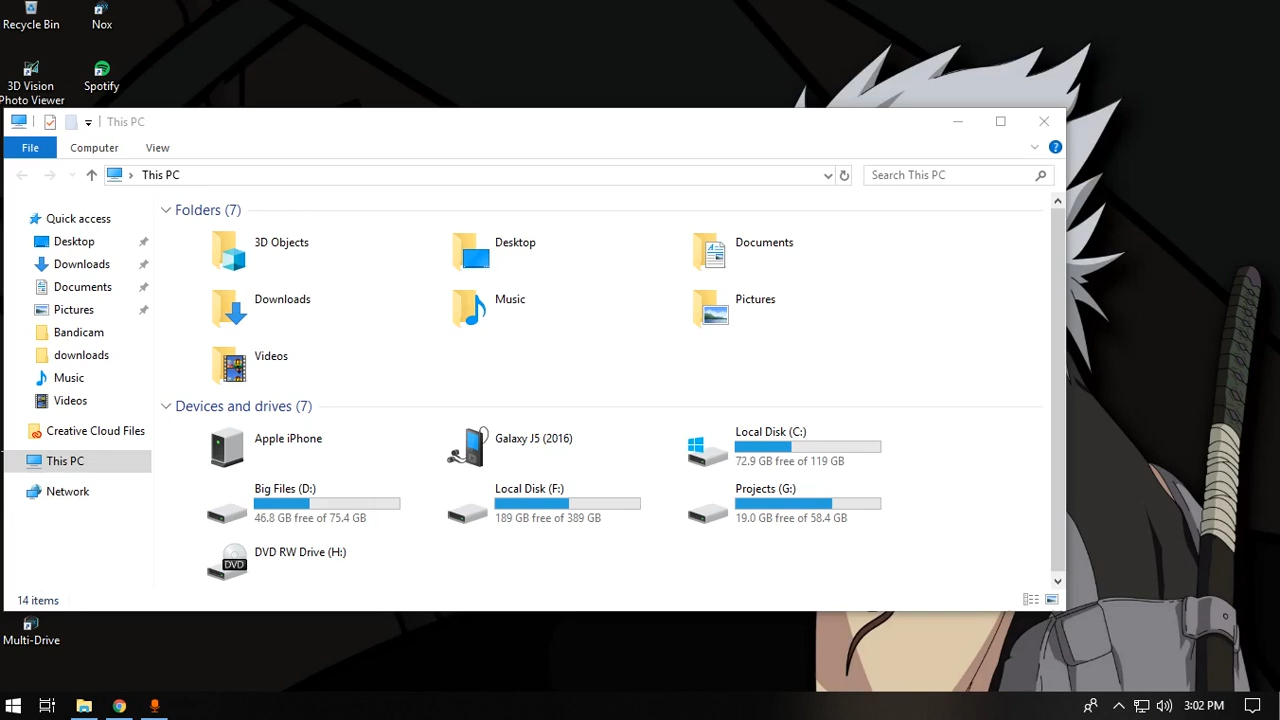 Recycle Bin
Nox
3D Vision
Photo Viewer
Spotify
This PC
File
Computer
View
This PC
Search This PC
Quick access
Desktop
Downloads
Documents
Pictures
Bandicam
downloads
Music
Videos
Creative Cloud Files
This PC
Network
Folders (7)
3D Objects
Desktop
Documents
Downloads
Music
Pictures
Videos
Devices and drives (7)
Apple iPhone
Galaxy J5 (2016)
Local Disk (C:)
72.9 GB free of 119 GB
Big Files (D:)
46.8 GB free of 75.4 GB
Local Disk (F:)
189 GB free of 389 GB
Projects (G:)
19.0 GB free of 58.4 GB
DVD
DVD RW Drive (H:)
14 items
Multi-Drive
3:02 PM